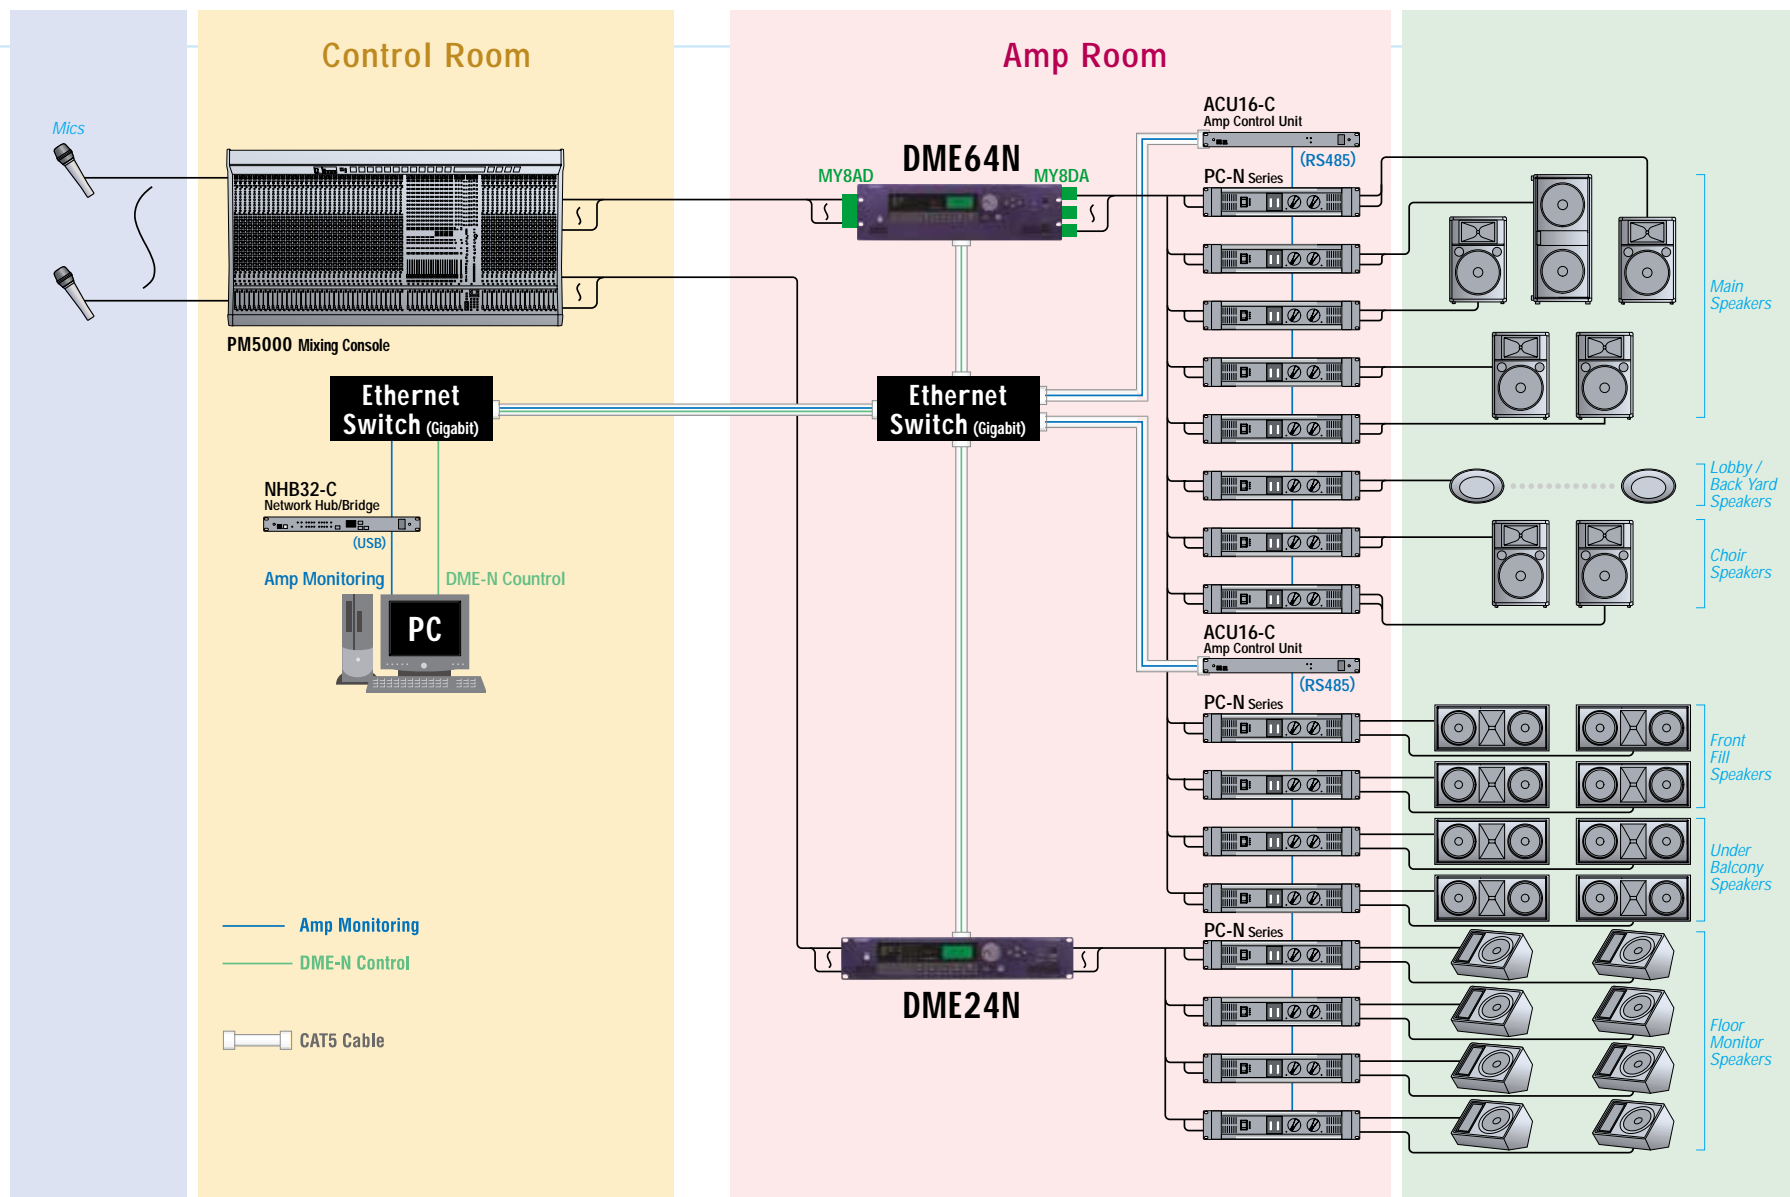 Control Room
Amp Room
Mics
PM5000 Mixing Console
Ethernet
Switch (Gigabit)
NHB32-C
Network Hub/Bridge
(USB)
Amp Monitoring
DME-N Countrol
PC
Amp Monitoring
DME-N Control
CAT5 Cable
DME64N
MY8AD
MY8DA
Ethernet
Switch (Gigabit)
DME24N
ACU16-C
Amp Control Unit
(RS485)
PC-N Series
ACU16-C
Amp Control Unit
(RS485)
PC-N Series
PC-N Series
Main
Speakers
Lobby /
Back Yard
Speakers
Choir
Speakers
Front
Fill
Speakers
Under
Balcony
Speakers
Floor
Monitor
Speakers